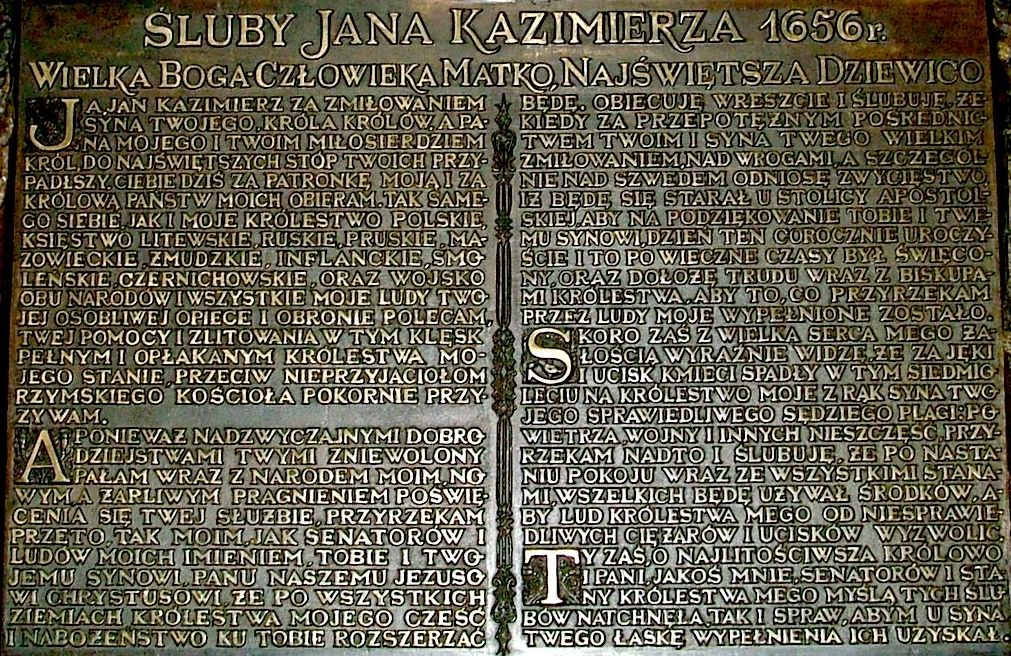 ŚLUBY JANA KAZIMIERZA 1656 r.
WIELKA BOGA-CZŁOWIEKA MATKO, NAJŚWIĘTSZA DZIEWICO
JA, JAN KAZIMIERZ ZA ZMIŁOWANIEM
SYNA TWOJEGO, KRÓLA KRÓLÓW, A PA-
NA MOJEGO I TWOIM MIŁOSIERDZIEM
KRÓL DO NAJŚWIĘTSZYCH STÓP TWOICH PRZY-
PADŁSZY, CIEBIE DZIŚ ZA PATRONKĘ MOJĄ I ZA
KRÓLOWĄ PAŃSTW MOICH OBIERAM. TAK SAME-
GO SIEBIE, JAK I MOJE KRÓLESTWO POLSKIE,
KSIĘSTWO LITEWSKIE, RUSKIE, PRUSKIE, MA-
ZOWIECKIE, ŻMUDZKIE, INFLANCKIE, SMO-
LEŃSKIE, CZERNICHOWSKIE, ORAZ WOJSKO
OBU NARODÓW I WSZYSTKIE MOJE LUDY TWO-
JEJ OSOBLIWEJ OPIECE I OBRONIE POLECAM,
TWEJ POMOCY I ZLITOWANIA W TYM KLĘSK
PEŁNYM I OPŁAKANYM KRÓLESTWA MO-
JEGO STANIE, PRZECIW NIEPRZYJACIOŁOM
RZYMSKIEGO KOŚCIOŁA POKORNIE PRZY-
ZYWAM.
A PONIEWAŻ NADZWYCZAJNYMI DOBRO-
DZIEJSTWAMI TWYMI ZNIEWOLONY
PAŁAM WRAZ Z NARODEM MOIM, NO-
WYM A ŻARLIWYM PRAGNIENIEM POŚWIĘ-
CENIA SIĘ TWEJ SŁUŻBIE, PRZYRZEKAM
PRZETO, TAK MOIM, JAK SENATORÓW I
LUDÓW MOICH IMIENIEM, TOBIE I TWO-
JEMU SYNOWI, PANU NASZEMU JEZUSO-
WI CHRYSTUSOWI ŻE PO WSZYSTKICH
ZIEMIACH KRÓLESTWA MOJEGO CZEŚĆ
I NABOŻEŃSTWO KU TOBIE ROZSZERZAĆ
BĘDĘ. OBIECUJĘ WRESZCIE I ŚLUBUJĘ, ŻE
KIEDY ZA PRZEPOTĘŻNYM POŚREDNIC-
TWEM TWOIM I SYNA TWEGO WIELKIM
ZMIŁOWANIEM, NAD WROGAMI, A SZCZEGÓL-
NIE NAD SZWEDEM ODNIOSĘ ZWYCIĘSTWO,
IŻ BĘDĘ SIĘ STARAŁ U STOLICY APOSTOL-
SKIEJ, ABY NA PODZIĘKOWANIE TOBIE I TWE-
MU SYNOWI, DZIEŃ TEN COROCZNIE UROCZY-
ŚCIE I TO PO WIECZNE CZASY BYŁ ŚWIĘCO-
NY, ORAZ DOŁOŻĘ TRUDU WRAZ Z BISKUPA-
MI KRÓLESTWA, ABY TO, CO PRZYRZEKAM
PRZEZ LUDY MOJE WYPEŁNIONE ZOSTAŁO.
SKORO ZAŚ Z WIELKĄ SERCA MEGO ŻA-
ŁOŚCIĄ WYRAŹNIE WIDZĘ, ŻE ZA JĘKI
I UCISK KMIECI SPADŁY W TYM SIEDMIO-
LECIU NA KRÓLESTWO MOJE Z RĄK SYNA TWO-
JEGO SPRAWIEDLIWEGO SĘDZIEGO PLAGI: PO-
WIETRZA, WOJNY I INNYCH NIESZCZĘŚĆ, PRZY-
RZEKAM NADTO I ŚLUBUJĘ, ŻE PO NASTA-
NIU POKOJU WRAZ ZE WSZYSTKIMI STANA-
MI WSZELKICH BĘDĘ UŻYWAŁ ŚRODKÓW, A-
BY LUD KRÓLESTWA MEGO OD NIESPRAWIE-
DLIWYCH CIĘŻARÓW I UCISKÓW WYZWOLIĆ.
TY ZAŚ, O NAJLITOŚCIWSZA KRÓLOWO
I PANI, JAKOŚ MNIE, SENATORÓW I STA-
NY KRÓLESTWA MEGO MYŚLĄ TYCH ŚLU-
BÓW NATCHNĘŁA, TAK I SPRAW, ABYM U SYNA
TWEGO ŁASKĘ WYPEŁNIENIA ICH UZYSKAŁ.